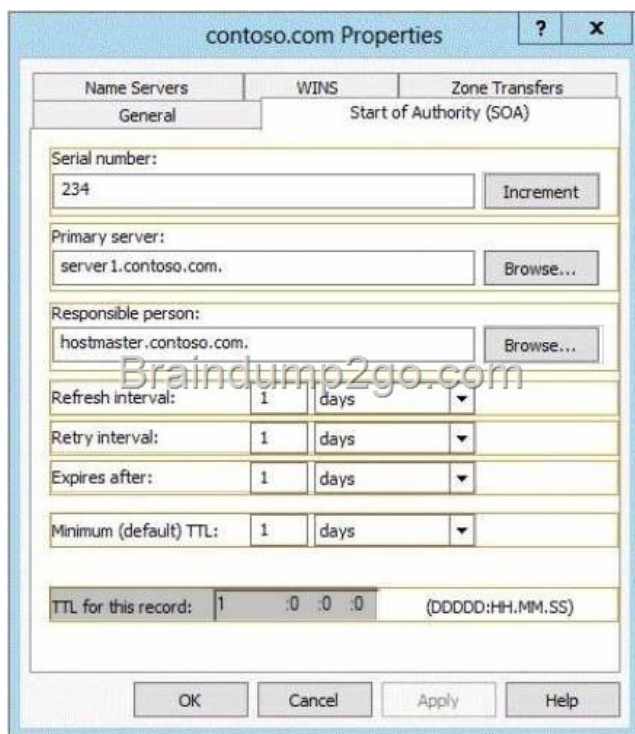 contoso.com Properties
? x
Name Servers WINS Zone Transfers
General Start of Authority (SOA)
Serial number:
234 Increment
Primary server:
server1.contoso.com. Browse...
Responsible person:
hostmaster.contoso.com. Browse...
Braindump2go.com
Refresh interval: 1 days
Retry interval: 1 days
Expires after: 1 days
Minimum (default) TTL: 1 days
TTL for this record: 1 :0 :0 :0 (DDDDD:HH.MM.SS)
OK Cancel Apply Help